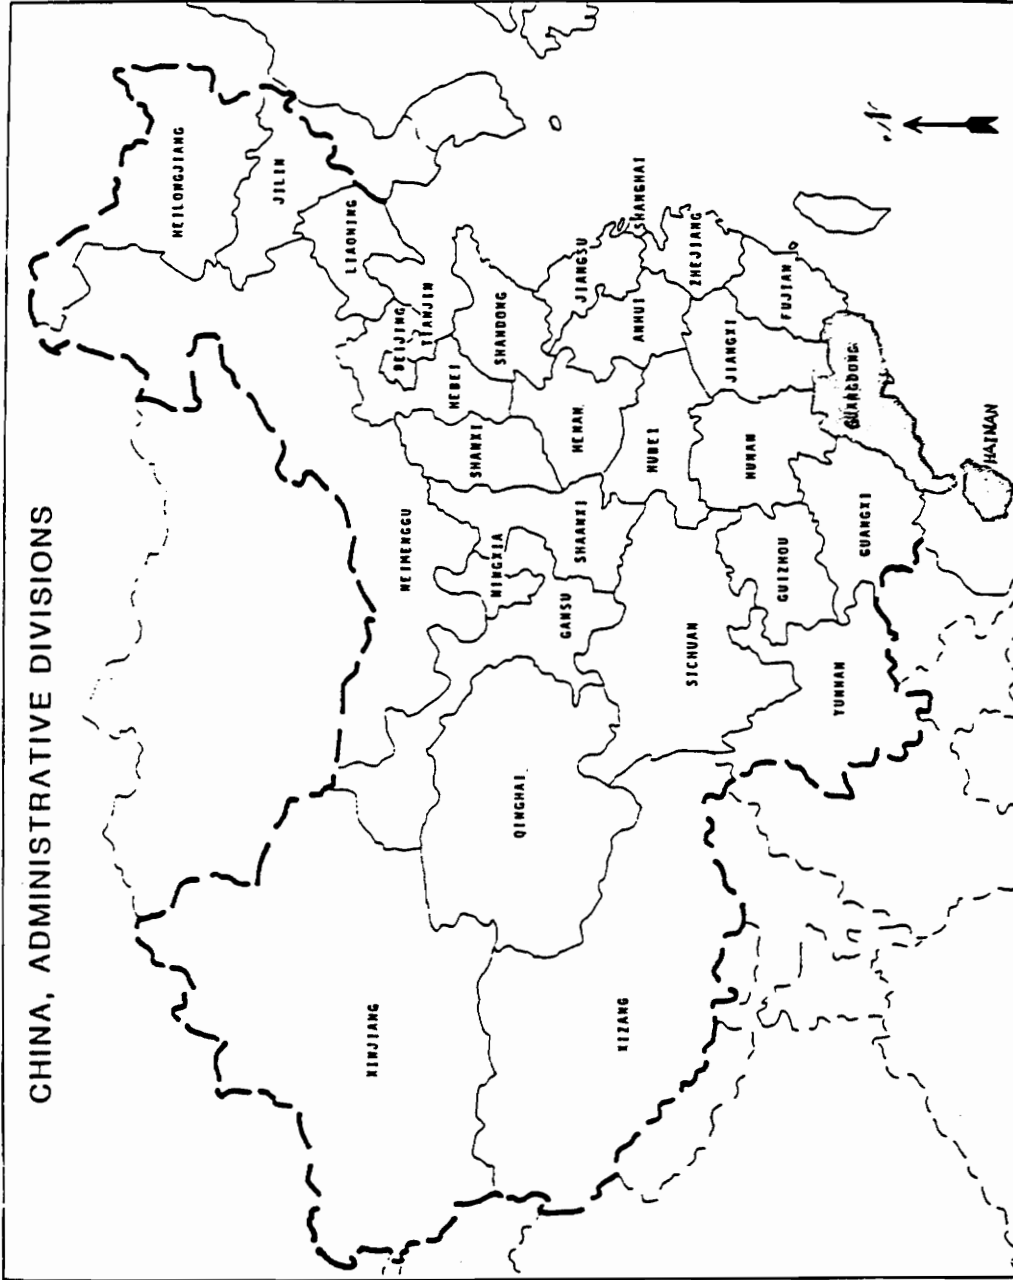 CHINA, ADMINISTRATIVE DIVISIONS
HEILONGJIANG
JILIN
LIAONING
NEIMENGGU
XINJIANG
BEIJING
TIANJIN
HEBEI
SHANXI
SHANDONG
NINGXIA
QINGHAI
GANSU
SHAANXI
HENAN
JIANGSU
SHANGHAI
ANHUI
HUBEI
XIZANG
SICHUAN
ZHEJIANG
JIANGXI
HUNAN
GUIZHOU
FUJIAN
YUNNAN
GUANGXI
GUANGDONG
HAINAN
N